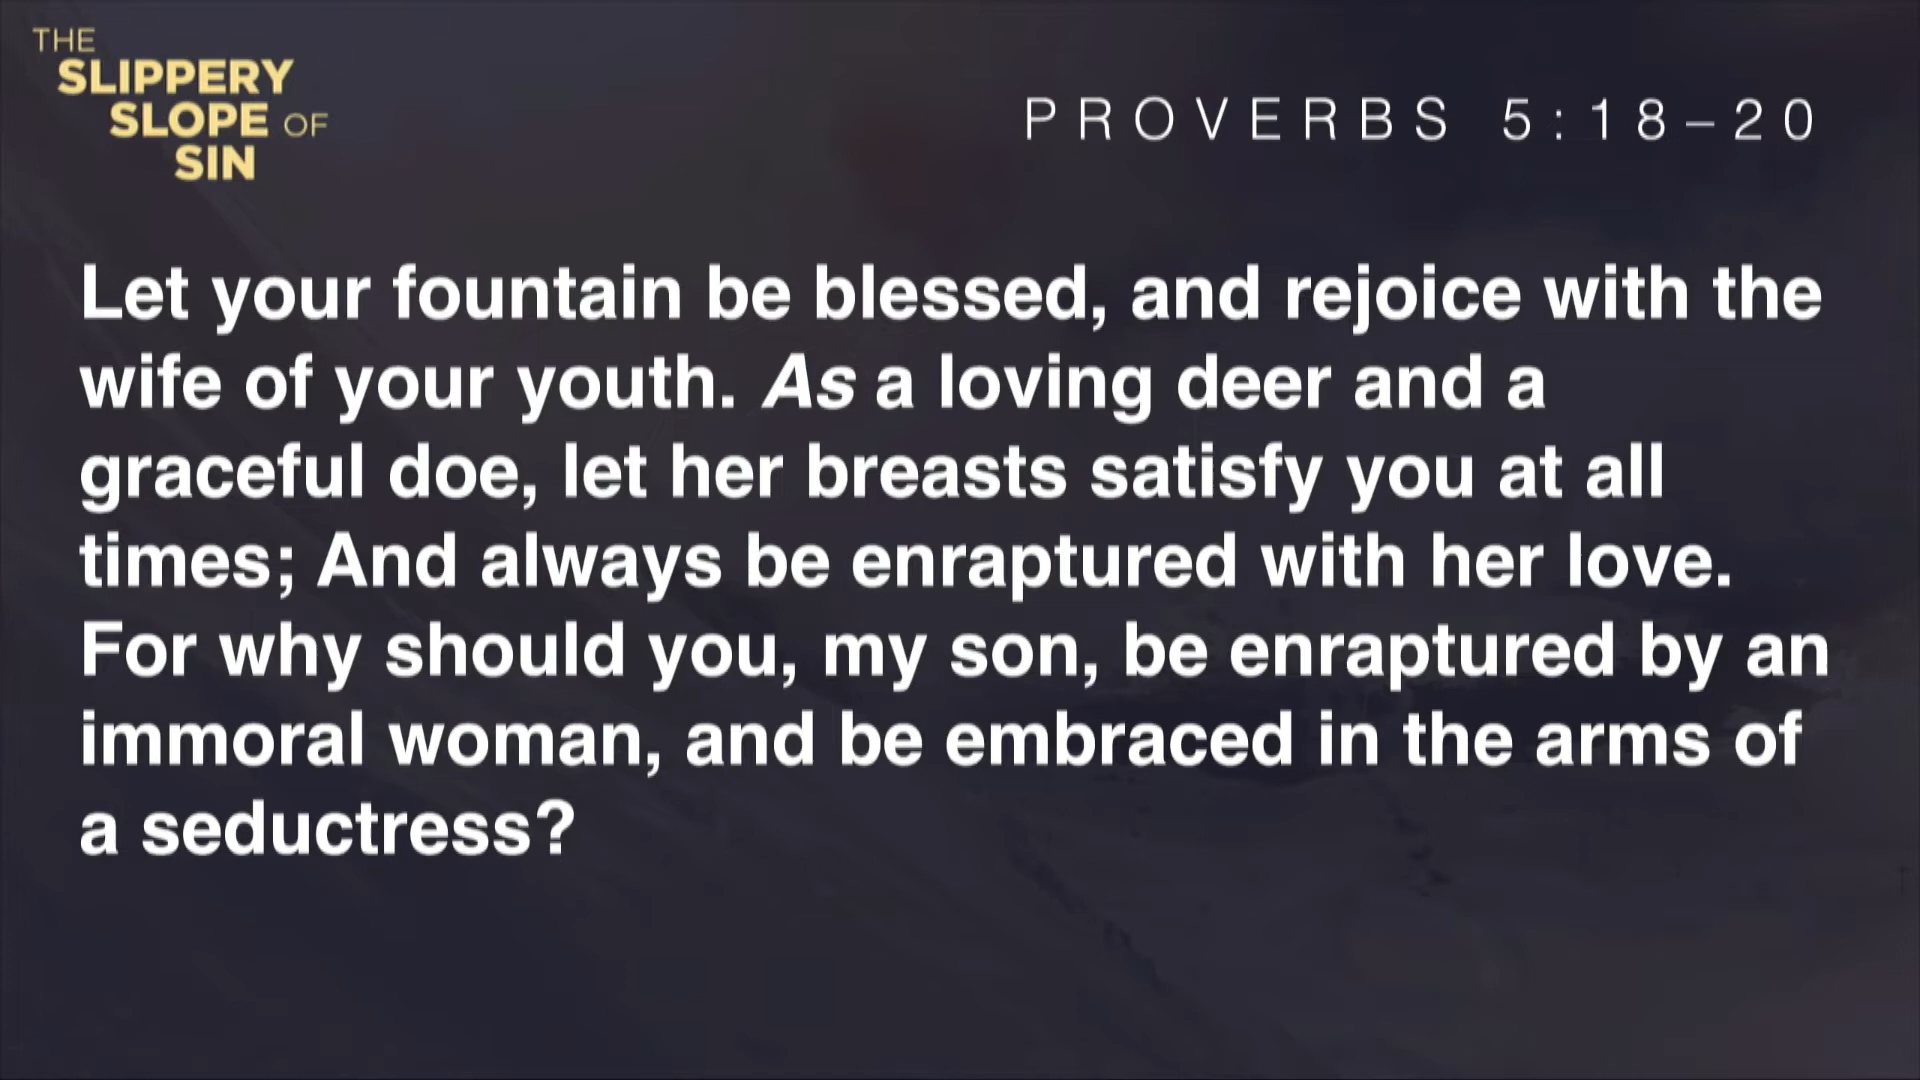 THE
SLIPPERY
SLOPE OF
SIN
PROVERBS 5:18–20
Let your fountain be blessed, and rejoice with the
wife of your youth. As a loving deer and a
graceful doe, let her breasts satisfy you at all
times; And always be enraptured with her love.
For why should you, my son, be enraptured by an
immoral woman, and be embraced in the arms of
a seductress?